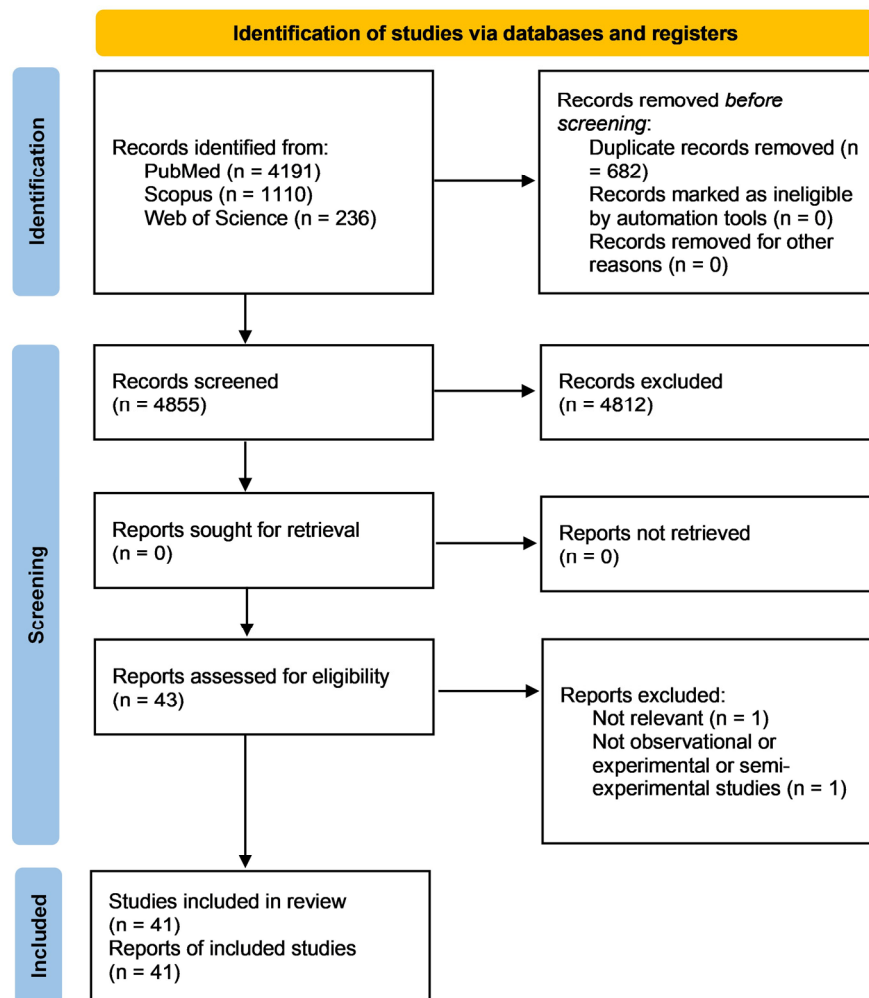 Identification of studies via databases and registers
Identification
Records identified from:
PubMed (n = 4191)
Scopus (n = 1110)
Web of Science (n = 236)
Records removed before
screening:
Duplicate records removed (n
= 682)
Records marked as ineligible
by automation tools (n = 0)
Records removed for other
reasons (n = 0)
Screening
Records screened
(n = 4855)
Records excluded
(n = 4812)
Reports sought for retrieval
(n = 0)
Reports not retrieved
(n = 0)
Reports assessed for eligibility
(n = 43)
Reports excluded:
Not relevant (n = 1)
Not observational or
experimental or semi-
experimental studies (n = 1)
Included
Studies included in review
(n = 41)
Reports of included studies
(n = 41)